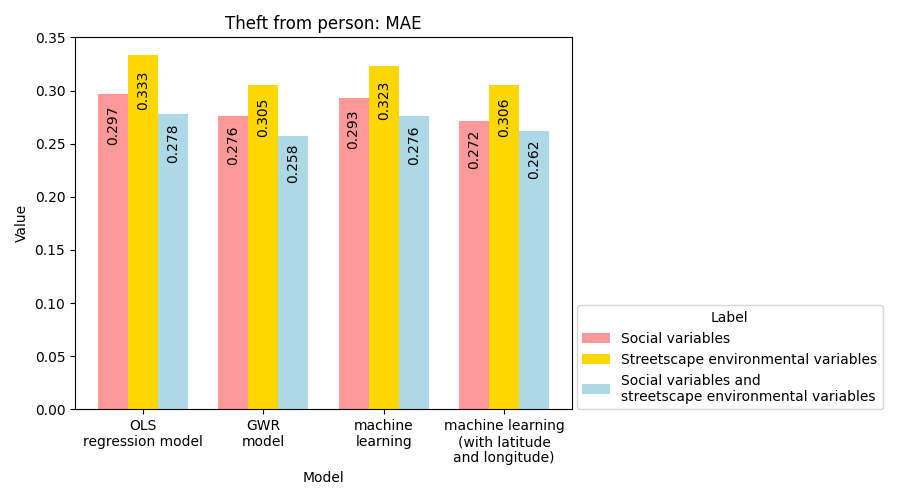 Theft from person: MAE
Value
0.35
0.30
0.25
0.20
0.15
0.10
0.05
0.00
0.297
0.333
0.278
0.276
0.305
0.258
0.293
0.323
0.276
0.272
0.306
0.262
OLS
regression model
GWR
model
machine
learning
machine learning
(with latitude
and longitude)
Model
Label
Social variables
Streetscape environmental variables
Social variables and
streetscape environmental variables